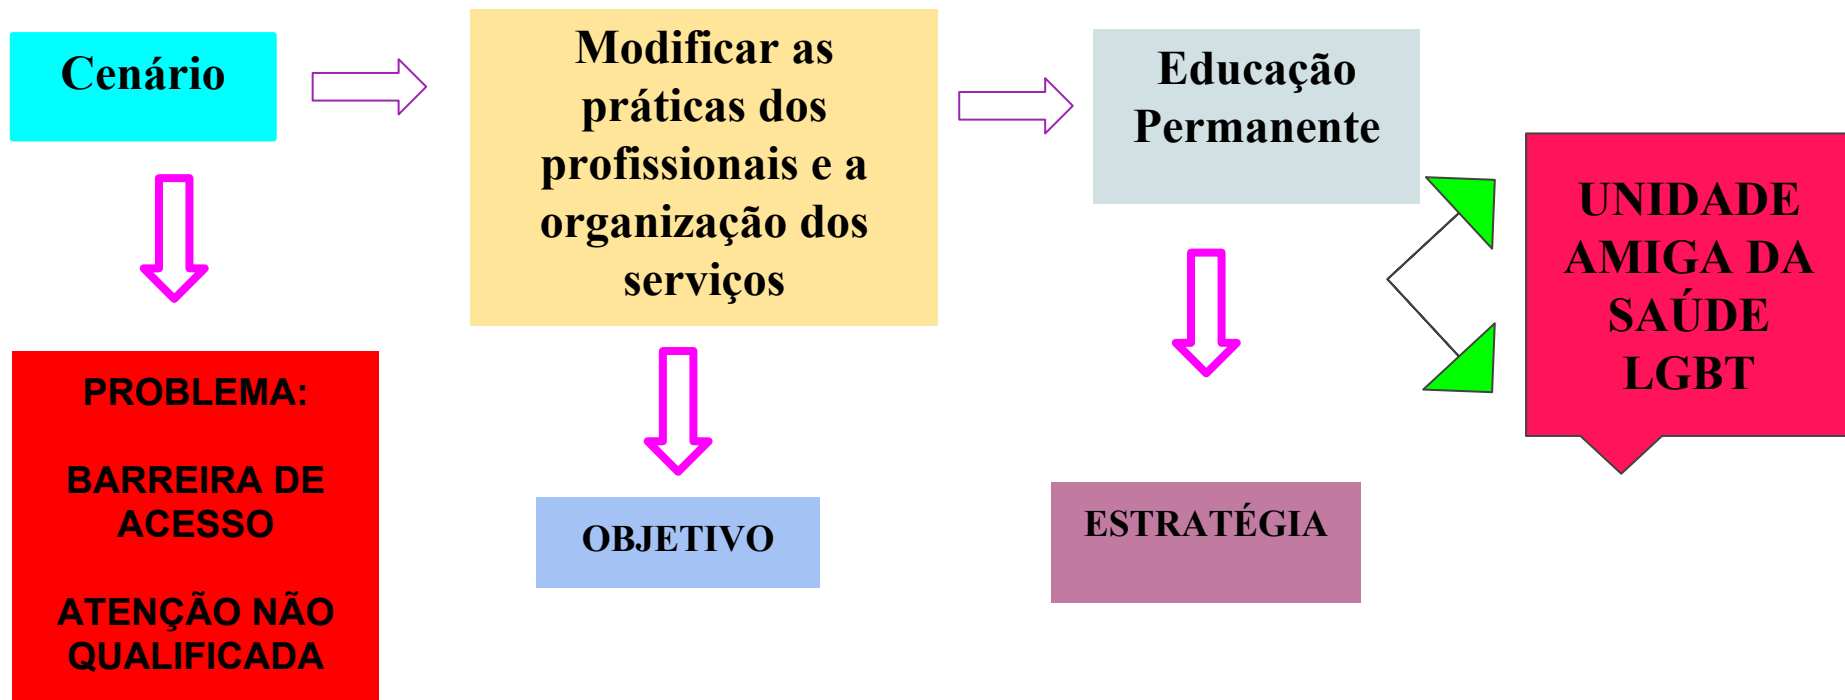 Cenário
Modificar as
práticas dos
profissionais e a
organização dos
serviços
Educação
Permanente
UNIDADE
AMIGA DA
SAÚDE
LGBT
PROBLEMA:
BARREIRA DE
ACESSO
ATENÇÃO NÃO
QUALIFICADA
OBJETIVO
ESTRATÉGIA